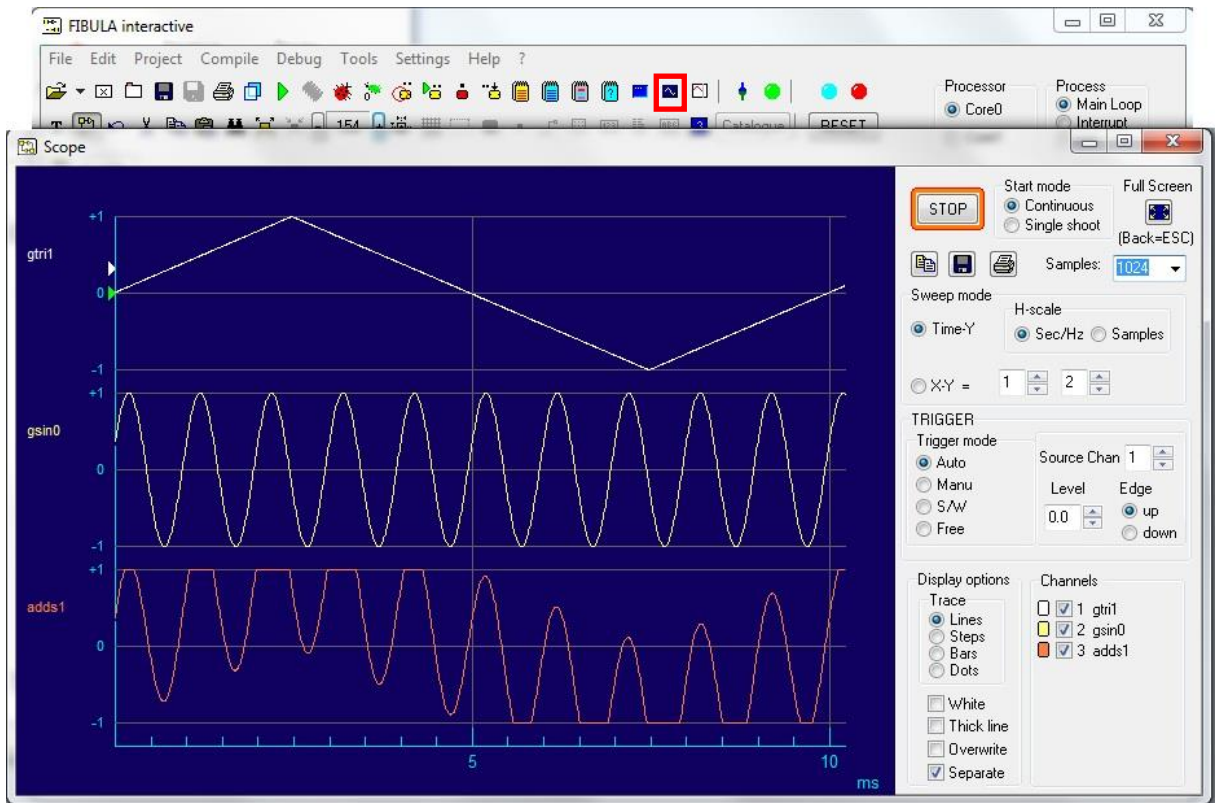 FIBULA interactive
File Edit Project Compile Debug Tools Settings Help ?
Processor
Process
Core0
Main Loop
154
Catalogue
RESET
Interrupt
Scope
+1
gtri1
0
-1
+1
gsin0
0
-1
+1
adds1
0
-1
5
10
ms
STOP
Start mode
Continuous
Single shoot
Full Screen
(Back=ESC)
Samples: 1024
Sweep mode
Time-Y
H-scale
Sec/Hz Samples
X-Y = 1 2
TRIGGER
Trigger mode
Auto
Manu
S/W
Free
Source Chan 1
Level
Edge
0.0
up
down
Display options
Trace
Lines
Steps
Bars
Dots
White
Thick line
Overwrite
Separate
Channels
1 gtri1
2 gsin0
3 adds1